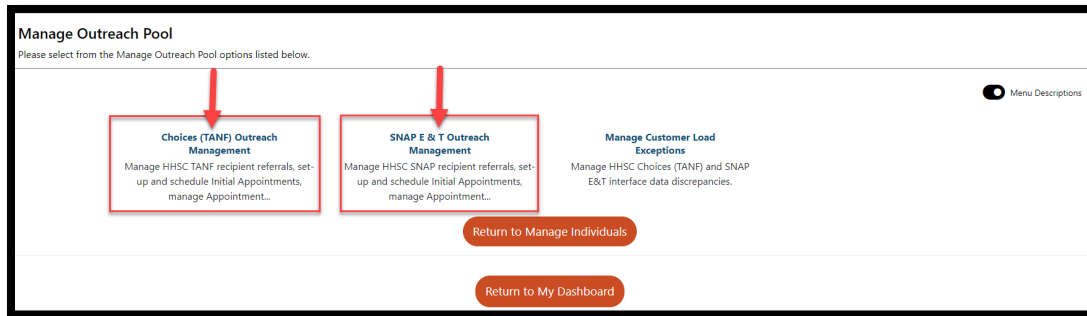 Manage Outreach Pool
Please select from the Manage Outreach Pool options listed below.
Menu Descriptions
Choices (TANF) Outreach
Management
Manage HHSC TANF recipient referrals, set-
up and schedule Initial Appointments,
manage Appointment...
SNAP E & T Outreach
Management
Manage HHSC SNAP recipient referrals, set-
up and schedule Initial Appointments,
manage Appointment...
Manage Customer Load
Exceptions
Manage HHSC Choices (TANF) and SNAP
E&T interface data discrepancies.
Return to Manage Individuals
Return to My Dashboard